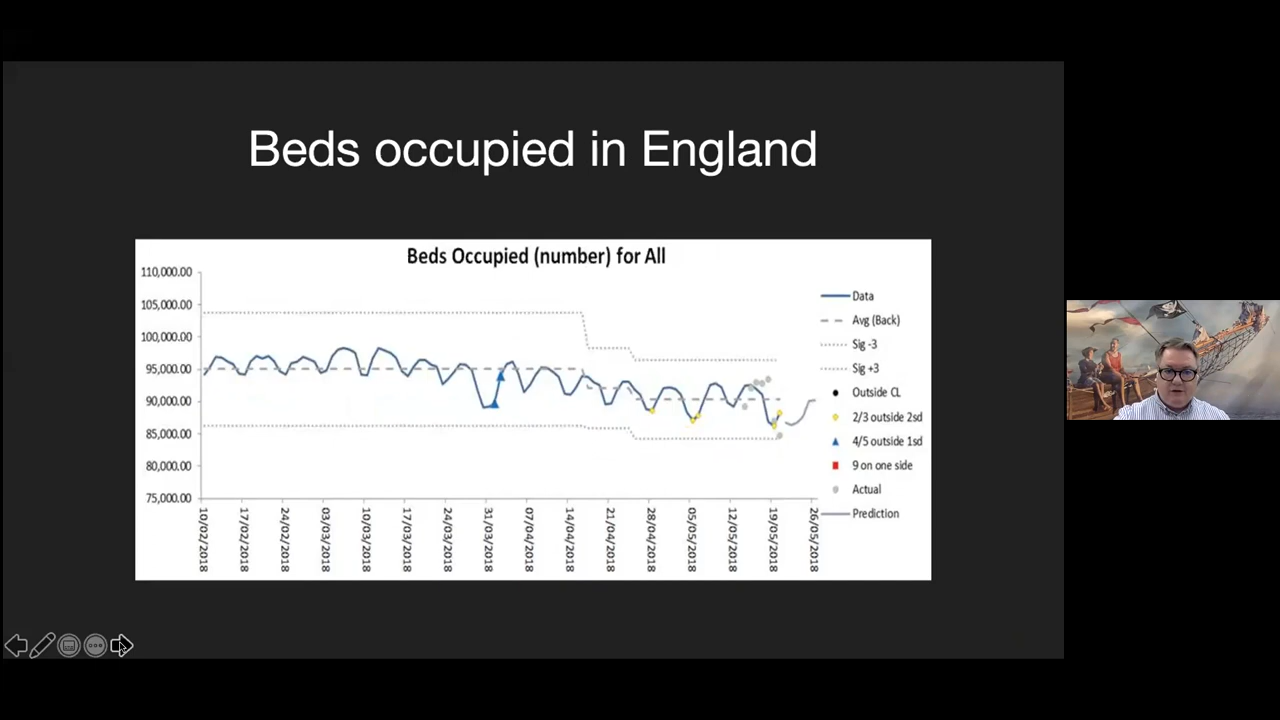 Beds occupied in England
Beds Occupied (number) for All
110,000.00
105,000.00
100,000.00
95,000.00
90,000.00
85,000.00
80,000.00
75,000.00
10/02/2018
17/02/2018
24/02/2018
03/03/2018
10/03/2018
17/03/2018
24/03/2018
31/03/2018
07/04/2018
14/04/2018
21/04/2018
28/04/2018
05/05/2018
12/05/2018
19/05/2018
26/05/2018
Data
Avg (Back)
Sig -3
Sig +3
Outside CL
2/3 outside 2sd
4/5 outside 1sd
9 on one side
Actual
Prediction